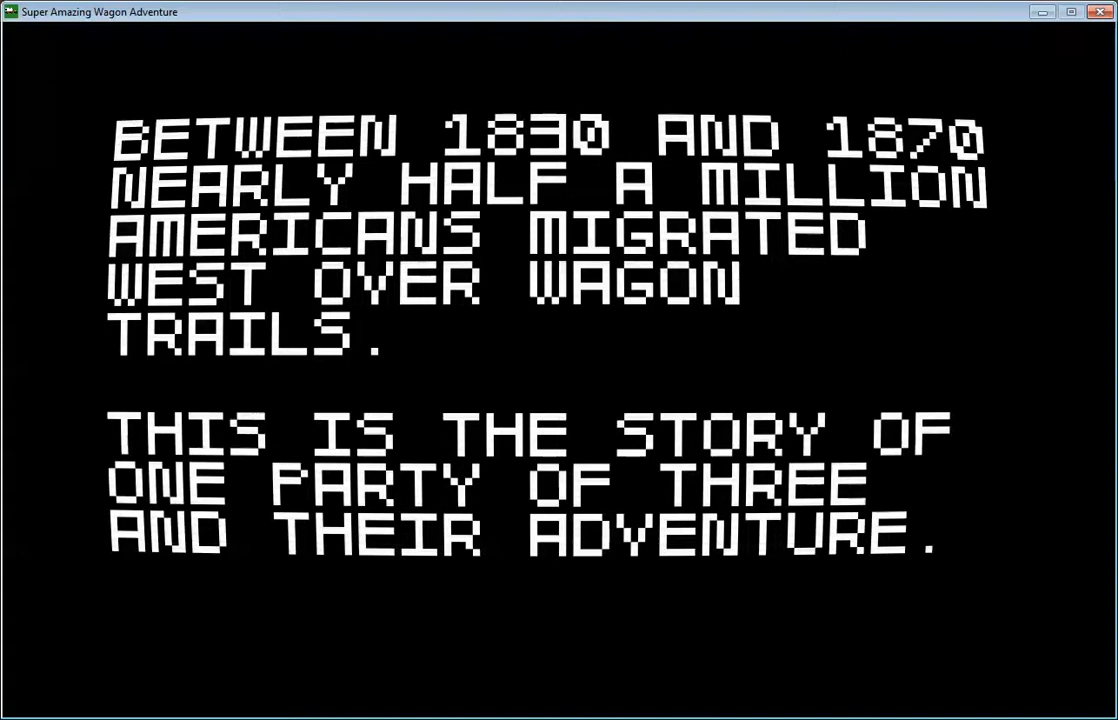 Super Amazing Wagon Adventure
BETWEEN 1830 AND 1870
NEARLY HALF A MILLION
AMERICANS MIGRATED
WEST OVER WAGON
TRAILS.
THIS IS THE STORY OF
ONE PARTY OF THREE
AND THEIR ADVENTURE.